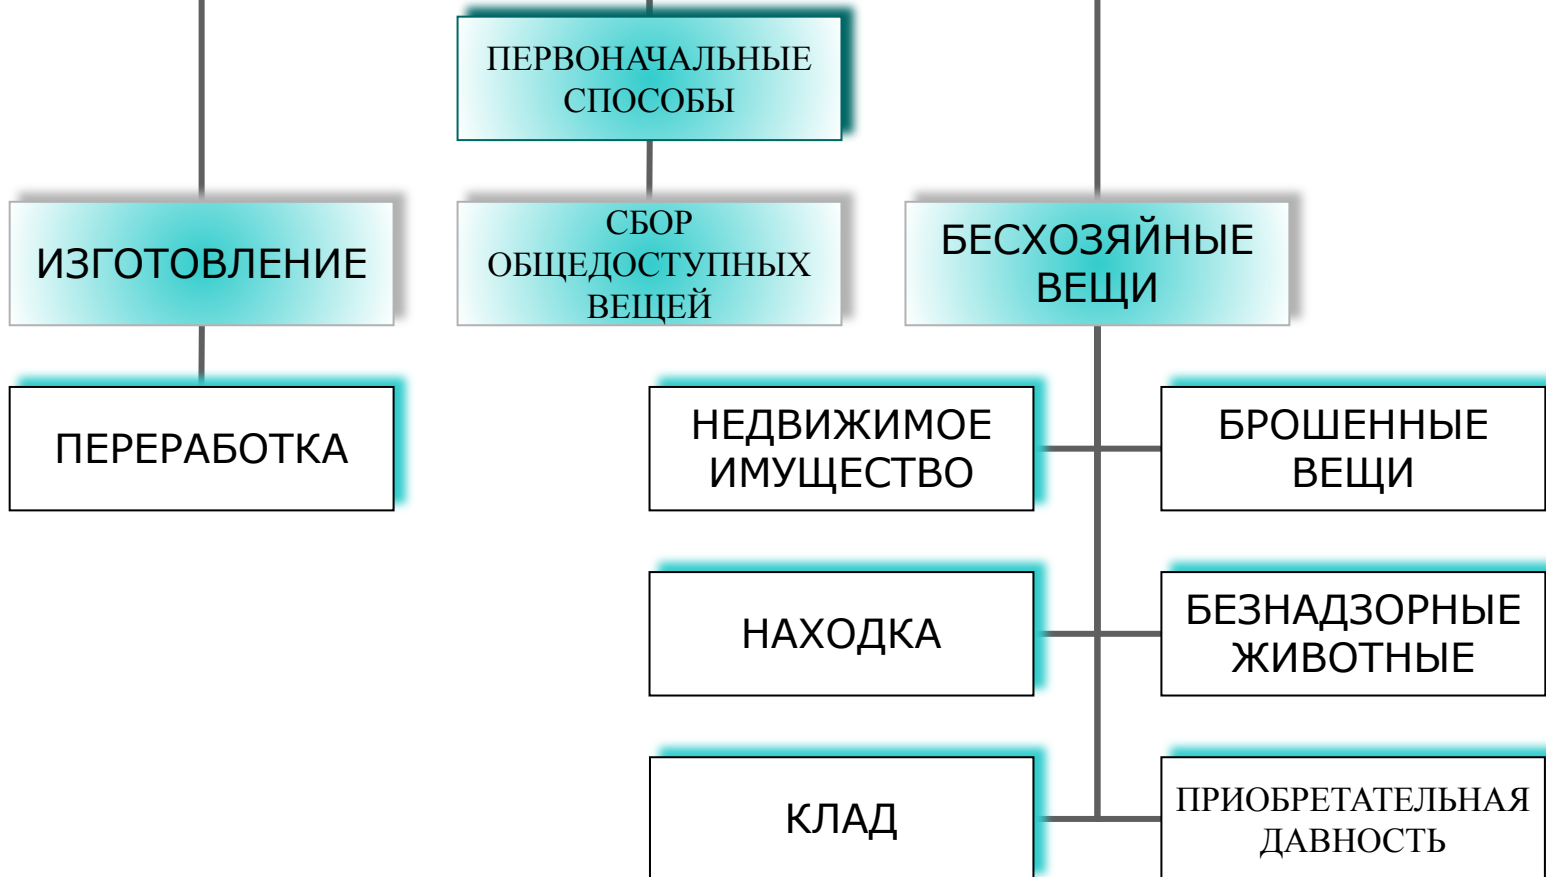 ПЕРВОНАЧАЛЬНЫЕ
СПОСОБЫ
ИЗГОТОВЛЕНИЕ
СБОР
ОБЩЕДОСТУПНЫХ
ВЕЩЕЙ
БЕСХОЗЯЙНЫЕ
ВЕЩИ
ПЕРЕРАБОТКА
НЕДВИЖИМОЕ
ИМУЩЕСТВО
БРОШЕННЫЕ
ВЕЩИ
НАХОДКА
БЕЗНАДЗОРНЫЕ
ЖИВОТНЫЕ
КЛАД
ПРИОБРЕТАТЕЛЬНАЯ
ДАВНОСТЬ